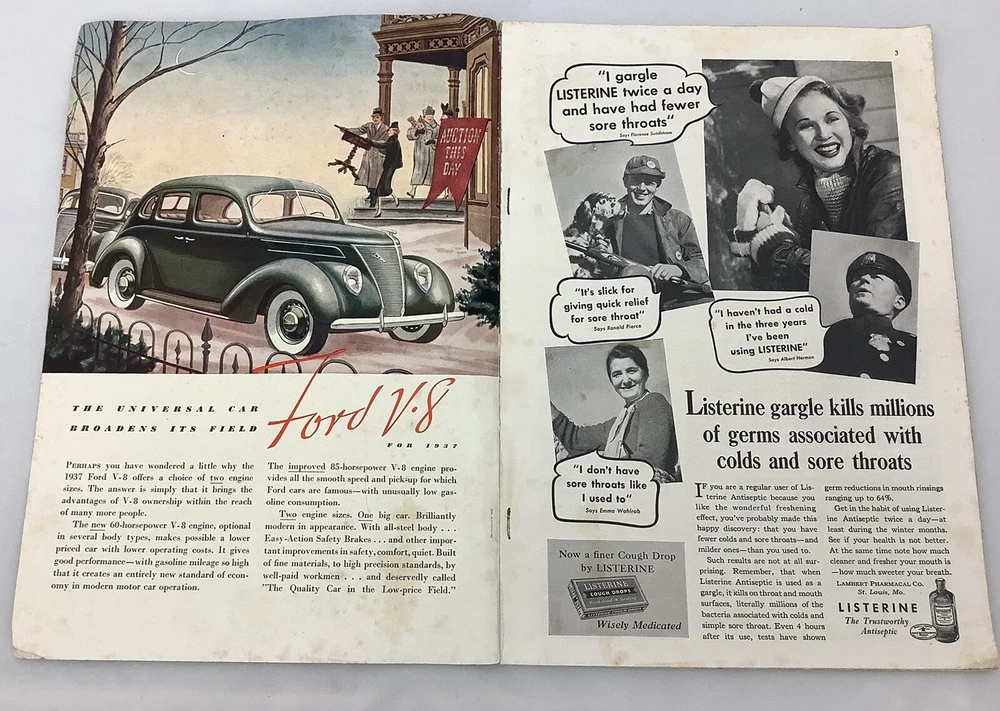 AUCTION
THIS
DAY
THE UNIVERSAL CAR
BROADENS ITS FIELD
Ford V·8
FOR 1937
PERHAPS you have wondered a little why the
1937 Ford V-8 offers a choice of two engine
sizes. The answer is simply that it brings the
advantages of V-8 ownership within the reach
of many more people.
The new 60-horsepower V-8 engine, optional
in several body types, makes possible a lower
priced car with lower operating costs. It gives
good performance—with gasoline mileage so high
that it creates an entirely new standard of econ-
omy in modern motor car operation.
The improved 85-horsepower V-8 engine pro-
vides all the smooth speed and pick-up for which
Ford cars are famous—with unusually low gas-
oline consumption.
Two engine sizes. One big car. Brilliantly
modern in appearance. With all-steel body . . .
Easy-Action Safety Brakes . . . and other impor-
tant improvements in safety, comfort, quiet. Built
of fine materials, to high precision standards, by
well-paid workmen . . . and deservedly called
"The Quality Car in the Low-price Field."
3
"I gargle
LISTERINE twice a day
and have had fewer
sore throats"
Says Florence Sundstrom
"It's slick for
giving quick relief
for sore throat"
Says Ronald Pierce
"I haven't had a cold
in the three years
I've been
using LISTERINE"
Says Albert Herman
"I don't have
sore throats like
I used to"
Says Emma Wahlrab
Listerine gargle kills millions
of germs associated with
colds and sore throats
IF you are a regular user of Lis-
terine Antiseptic because you
like the wonderful freshening
effect, you've probably made this
happy discovery: that you have
fewer colds and sore throats—and
milder ones—than you used to.
Such results are not at all sur-
prising. Remember, that when
Listerine Antiseptic is used as a
gargle, it kills on throat and mouth
surfaces, literally millions of the
bacteria associated with colds and
simple sore throat. Even 4 hours
after its use, tests have shown
germ reductions in mouth rinsings
ranging up to 64%.
Get in the habit of using Lister-
ine Antiseptic twice a day—at
least during the winter months.
See if your health is not better.
At the same time note how much
cleaner and fresher your mouth is
—how much sweeter your breath.
LAMBERT PHARMACAL CO.
St. Louis, Mo.
LISTERINE
The Trustworthy
Antiseptic
Now a finer Cough Drop
by LISTERINE
LISTERINE
COUGH DROPS
Wisely Medicated